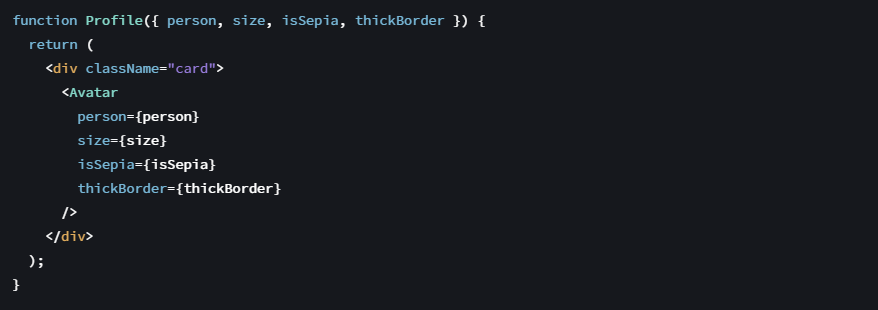 function Profile({ person, size, isSepia, thickBorder }) {
  return (
    <div className="card">
      <Avatar
        person={person}
        size={size}
        isSepia={isSepia}
        thickBorder={thickBorder}
      />
    </div>
  );
}